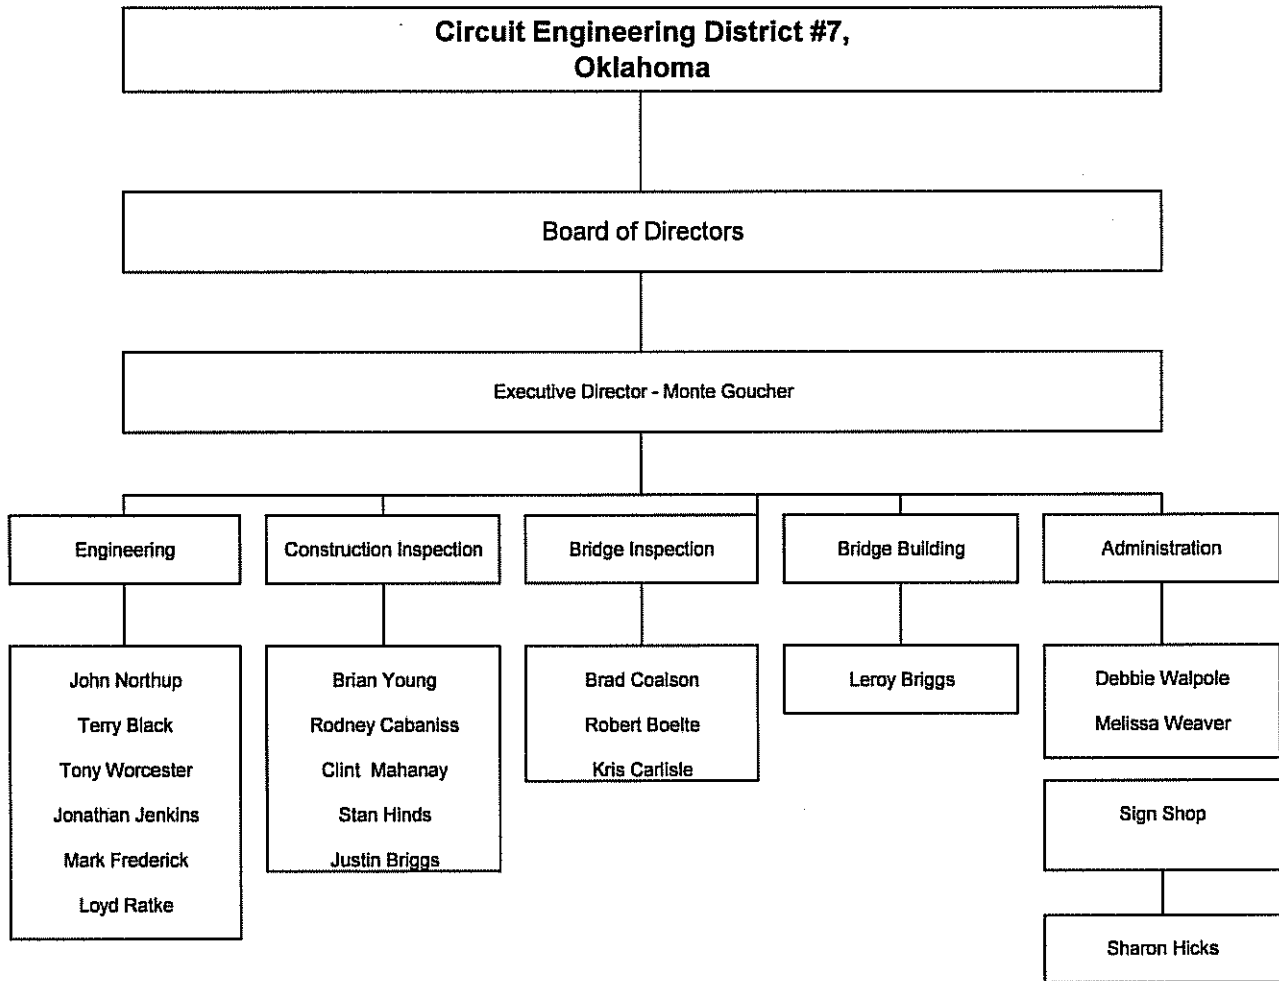 Circuit Engineering District #7,
Oklahoma
Board of Directors
Executive Director - Monte Goucher
Engineering
John Northup
Terry Black
Tony Worcester
Jonathan Jenkins
Mark Frederick
Loyd Ratke
Construction Inspection
Brian Young
Rodney Cabaniss
Clint Mahanay
Stan Hinds
Justin Briggs
Bridge Inspection
Brad Coalson
Robert Boelte
Kris Carlisle
Bridge Building
Leroy Briggs
Administration
Debbie Walpole
Melissa Weaver
Sign Shop
Sharon Hicks